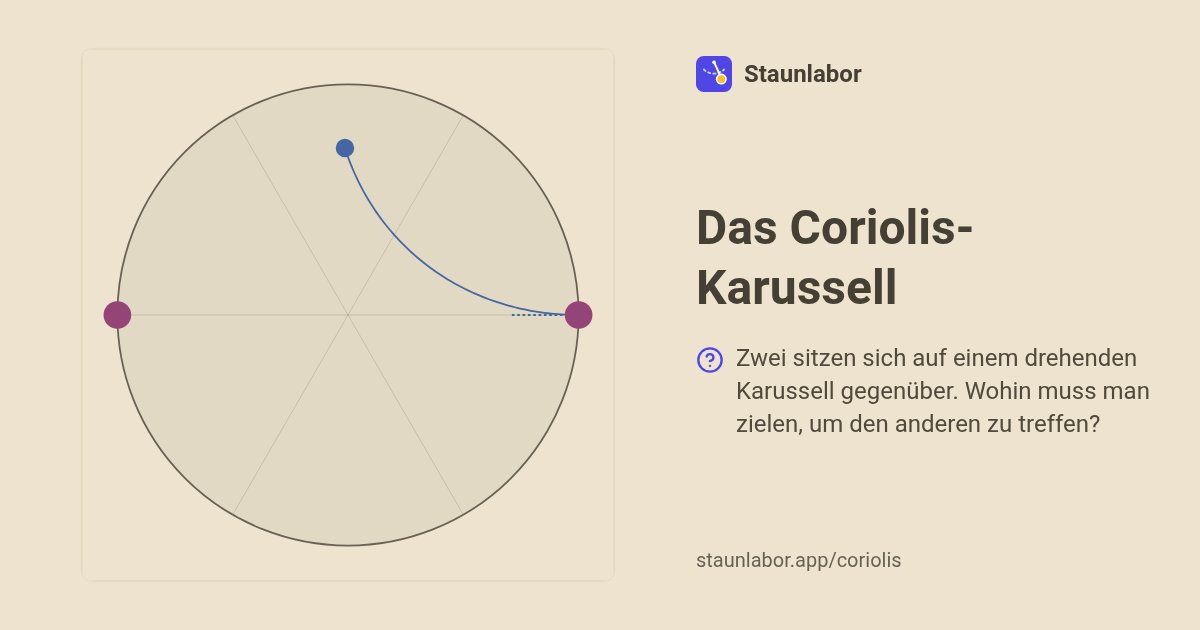 Staunlabor
Das Coriolis-
Karussell
Zwei sitzen sich auf einem drehenden
Karussell gegenüber. Wohin muss man
zielen, um den anderen zu treffen?
staunlabor.app/coriolis